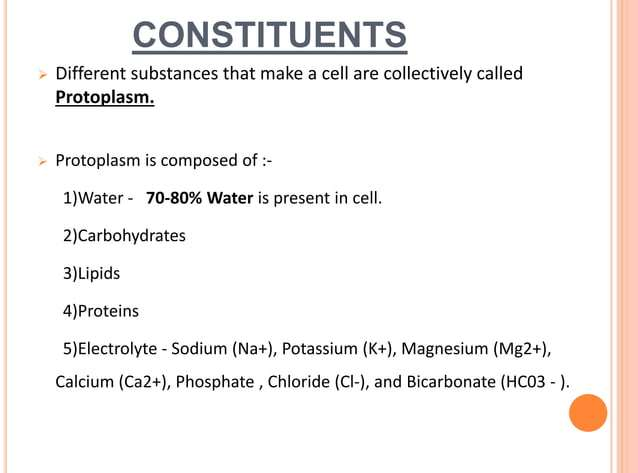 CONSTITUENTS
Different substances that make a cell are collectively called
Protoplasm.
Protoplasm is composed of :-
1)Water - 70-80% Water is present in cell.
2)Carbohydrates
3)Lipids
4)Proteins
5)Electrolyte - Sodium (Na+), Potassium (K+), Magnesium (Mg2+),
Calcium (Ca2+), Phosphate , Chloride (Cl-), and Bicarbonate (HC03 - ).